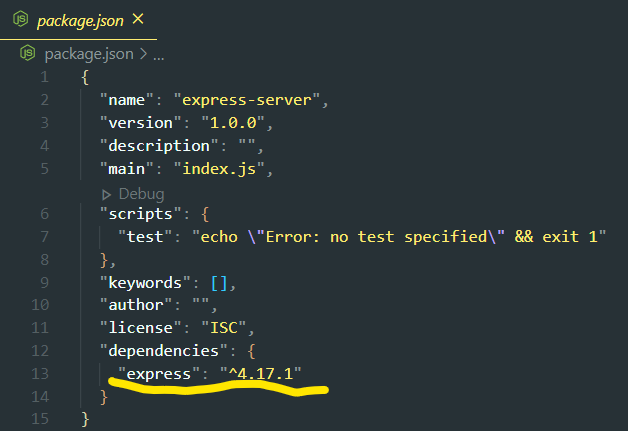 package.json ×
package.json > ...
1 {
2 "name": "express-server",
3 "version": "1.0.0",
4 "description": "",
5 "main": "index.js",
Debug
6 "scripts": {
7 "test": "echo \"Error: no test specified\" && exit 1"
8 },
9 "keywords": [],
10 "author": "",
11 "license": "ISC",
12 "dependencies": {
13 "express": "^4.17.1"
14 }
15 }